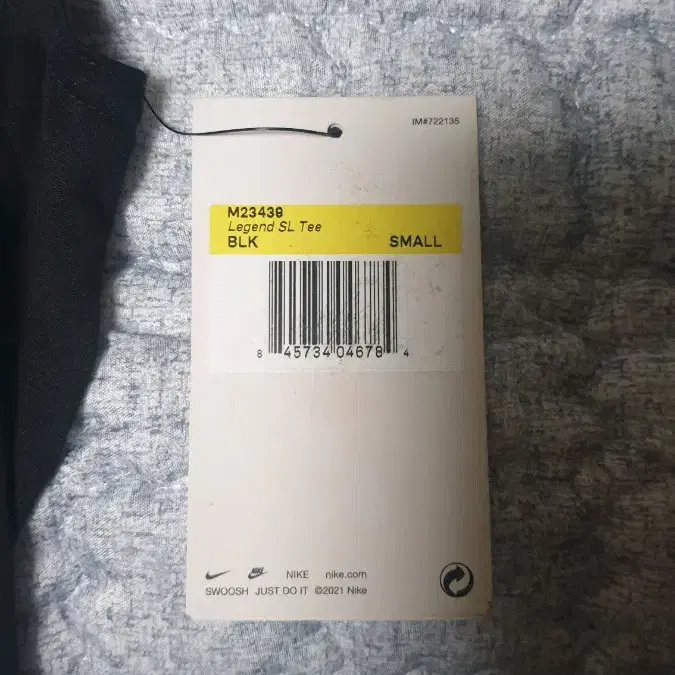 IM#722135
M23439
Legend SL Tee
BLK SMALL
8 45734 04678 4
NIKE nike.com
SWOOSH JUST DO IT ©2021 Nike